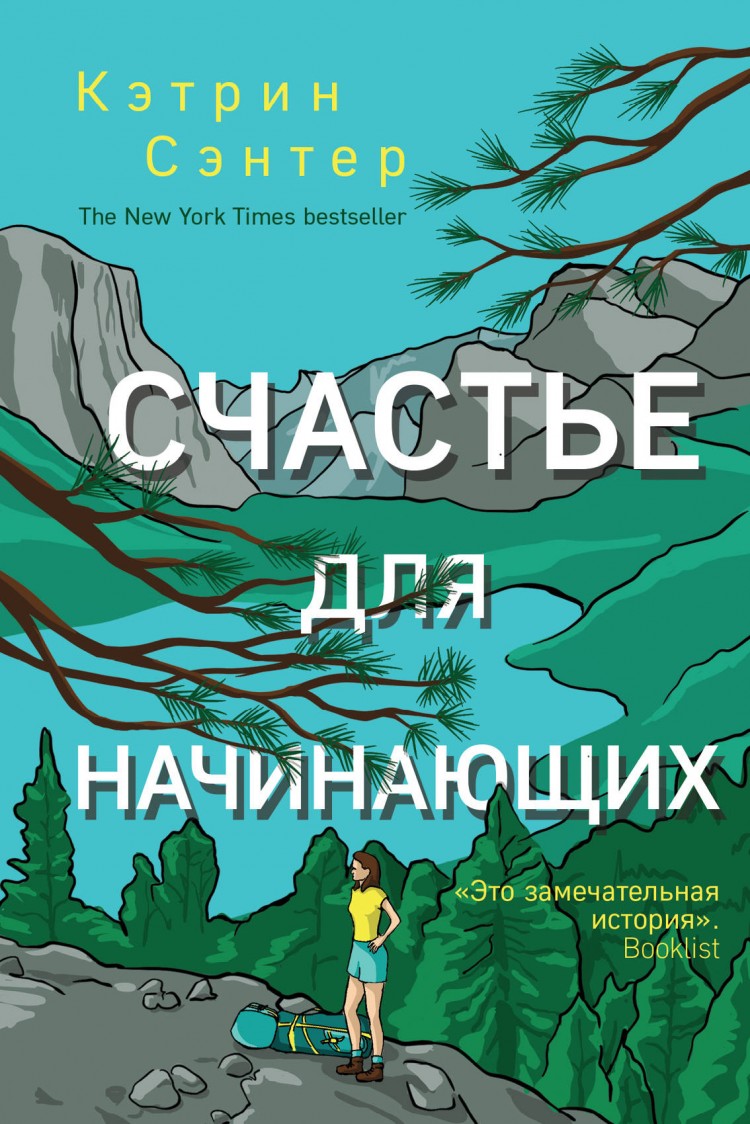 Кэтрин
Сэнтер
The New York Times bestseller
СЧАСТЬЕ
ДЛЯ
НАЧИНАЮЩИХ
«Это замечательная
история».
Booklist